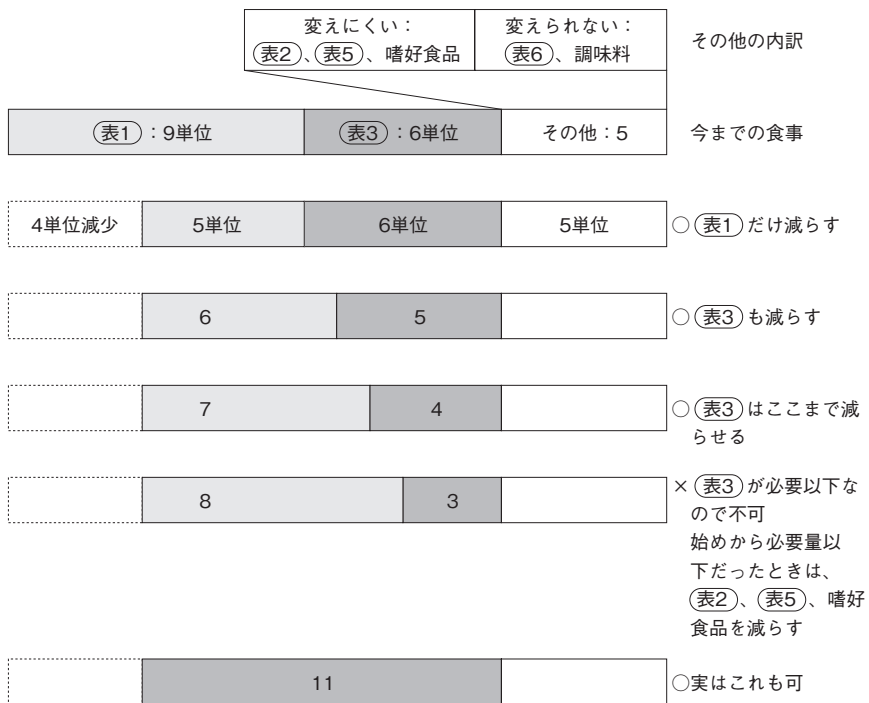 変えにくい：
表2、表5、嗜好食品
変えられない：
表6、調味料
その他の内訳
表1：9単位
表3：6単位
その他：5
今までの食事
4単位減少
5単位
6単位
5単位
○表1だけ減らす
6
5
○表3も減らす
7
4
○表3はここまで減
らせる
8
3
×表3が必要以下な
ので不可
始めから必要量以
下だったときは、
表2、表5、嗜好
食品を減らす
11
○実はこれも可